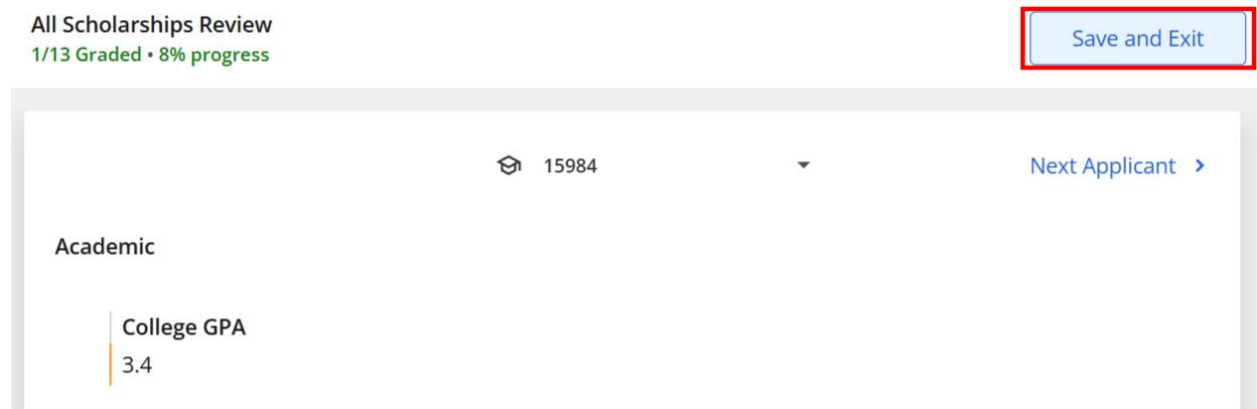 All Scholarships Review
1/13 Graded • 8% progress
Save and Exit
15984
Next Applicant
Academic
College GPA
3.4